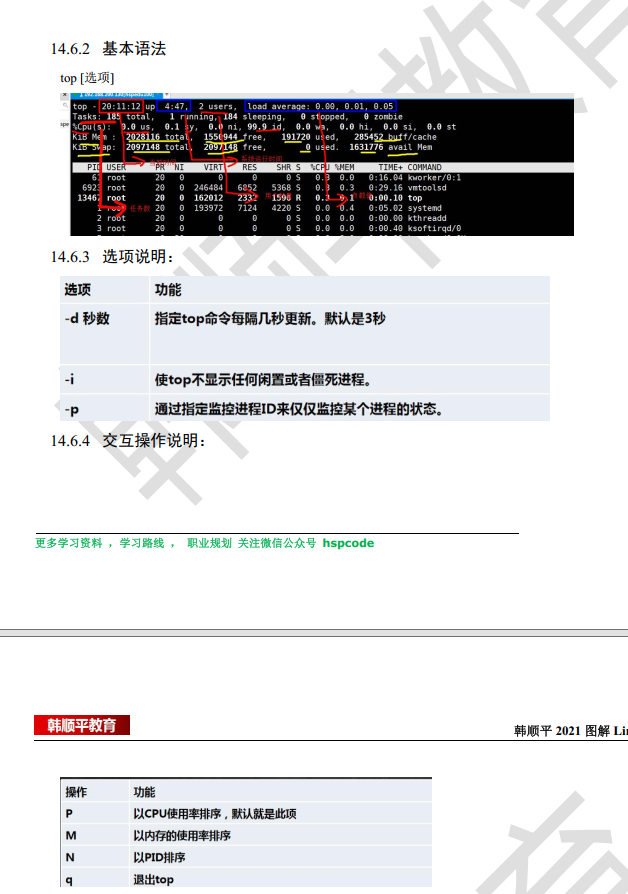 14.6.2 基本语法
top [选项]
top - 20:11:12 up 4:47, 2 users, load average: 0.00, 0.01, 0.05
Tasks: 185 total, 1 running, 184 sleeping, 0 stopped, 0 zombie
%Cpu(s): 0.0 us, 0.1 sy, 0.0 ni, 99.9 id, 0.0 wa, 0.0 hi, 0.0 si, 0.0 st
KiB Mem : 2028116 total, 1550944 free, 191720 used, 285452 buff/cache
KiB Swap: 2097148 total, 2097148 free, 0 used. 1631776 avail Mem
PID USER PR NI VIRT RES SHR S %CPU %MEM TIME+ COMMAND
root 20 0 0 0 0 S 0.3 0.0 0:16.04 kworker/0:1
root 20 0 246484 6852 5368 S 0.3 0.3 0:29.16 vmtoolsd
root 20 0 162012 2332 1598 R 0:00.10 top
任务数 20 0 193972 7124 4220 S 0.0 0.4 0:05.02 systemd
2 root 20 0 0 0 0 S 0.0 0.0 0:00.00 kthreadd
3 root 20 0 0 0 0 S 0.0 0.0 0:00.40 ksoftirqd/0
14.6.3 选项说明：
选项 功能
-d 秒数 指定top命令每隔几秒更新。默认是3秒
-i 使top不显示任何闲置或者僵死进程。
-p 通过指定监控进程ID来仅仅监控某个进程的状态。
14.6.4 交互操作说明：
更多学习资料 ，学习路线 ， 职业规划 关注微信公众号 hspcode
韩顺平教育
韩顺平 2021 图解 Lin
操作 功能
P 以CPU使用率排序，默认就是此项
M 以内存的使用率排序
N 以PID排序
q 退出top